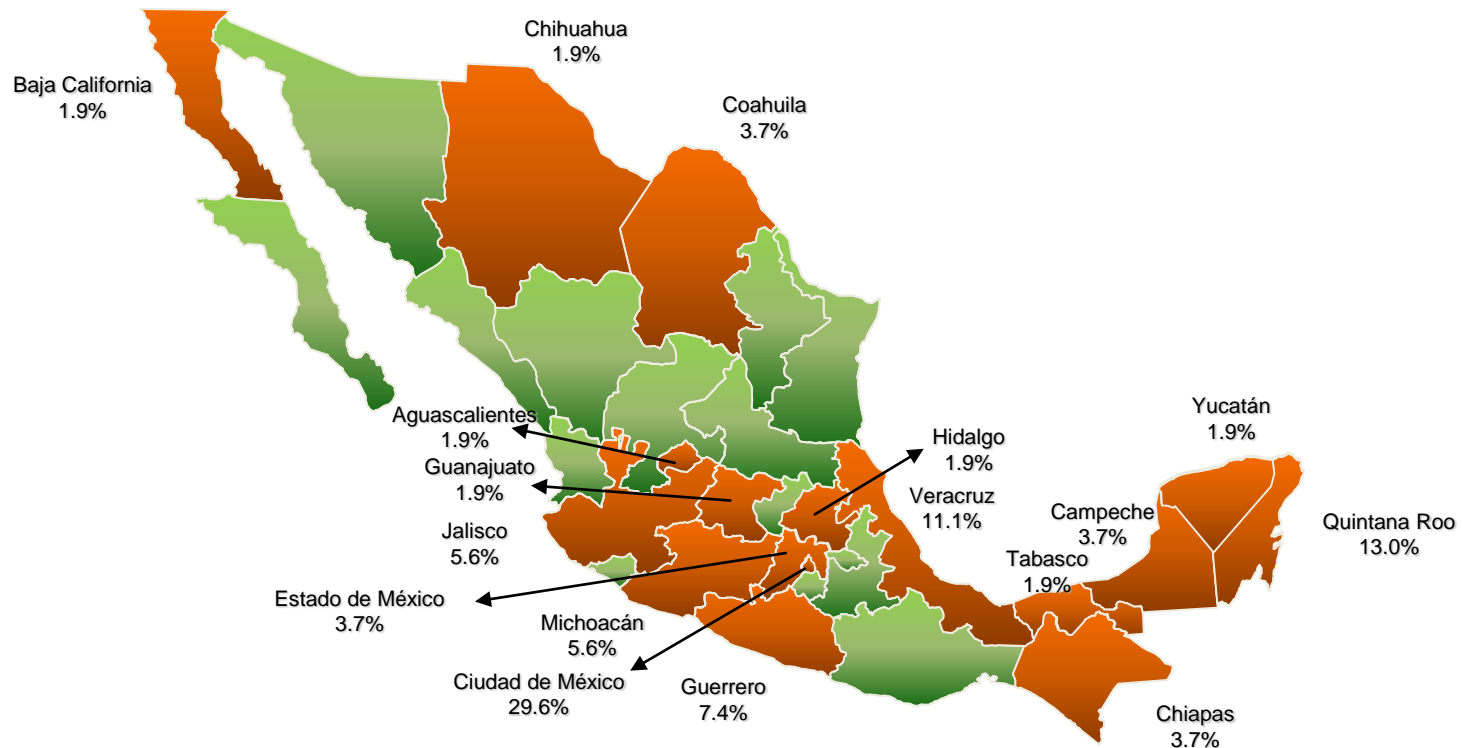 Chihuahua
1.9%
Baja California
1.9%
Coahuila
3.7%
Aguascalientes
1.9%
Guanajuato
1.9%
Jalisco
5.6%
Estado de México
3.7%
Michoacán
5.6%
Ciudad de México
29.6%
Guerrero
7.4%
Hidalgo
1.9%
Veracruz
11.1%
Yucatán
1.9%
Campeche
3.7%
Tabasco
1.9%
Quintana Roo
13.0%
Chiapas
3.7%